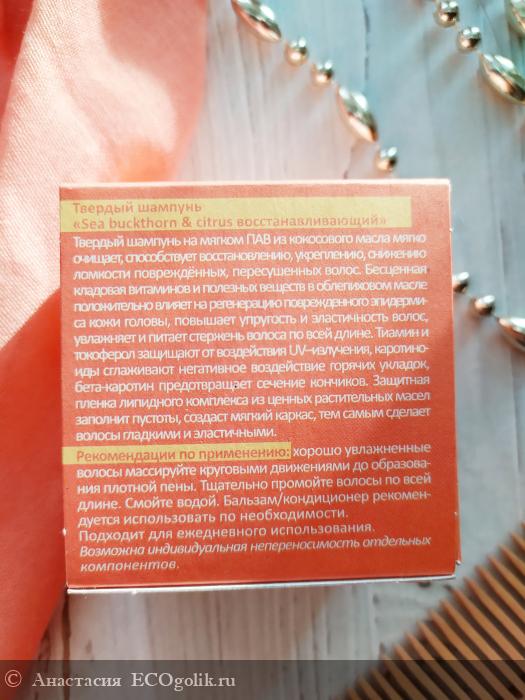 Твердый шампунь
«Sea buckthorn & citrus восстанавливающий»
Твердый шампунь на мягком ПАВ из кокосового масла мягко
очищает, способствует восстановлению, укреплению, снижению
ломкости повреждённых, пересушенных волос. Бесценная
кладовая витаминов и полезных веществ в облепиховом масле
положительно влияет на регенерацию поврежденного эпидерми-
са кожи головы, повышает упругость и эластичность волос,
увлажняет и питает стержень волоса по всей длине. Тиамин и
токоферол защищают от воздействия UV–излучения, каротино-
иды сглаживают негативное воздействие горячих укладок,
бета-каротин предотвращает сечение кончиков. Защитная
пленка липидного комплекса из ценных растительных масел
заполнит пустоты, создаст мягкий каркас, тем самым сделает
волосы гладкими и эластичными.
Рекомендации по применению: хорошо увлажненные
волосы массируйте круговыми движениями до образова-
ния плотной пены. Тщательно промойте волосы по всей
длине. Смойте водой. Бальзам/кондиционер рекомен-
дуется использовать по необходимости.
Подходит для ежедневного использования.
Возможна индивидуальная непереносимость отдельных
компонентов.
© Анастасия ECOgolik.ru